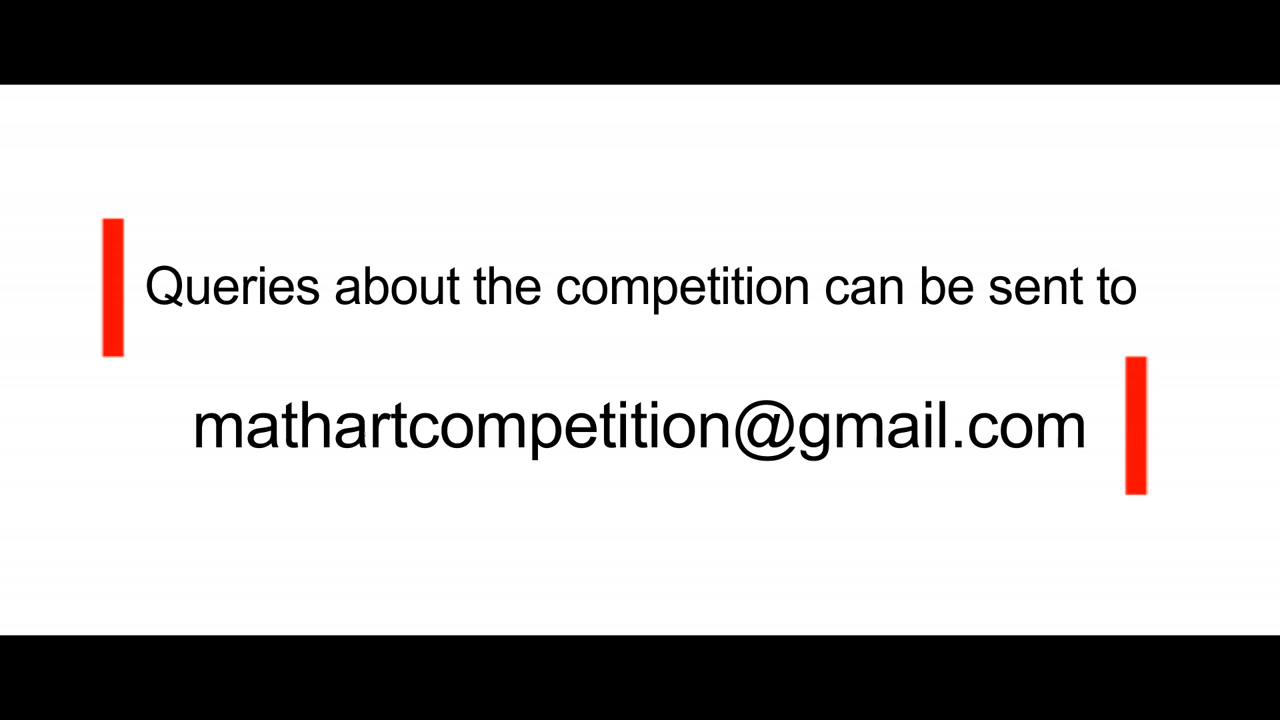 Queries about the competition can be sent to
mathartcompetition@gmail.com